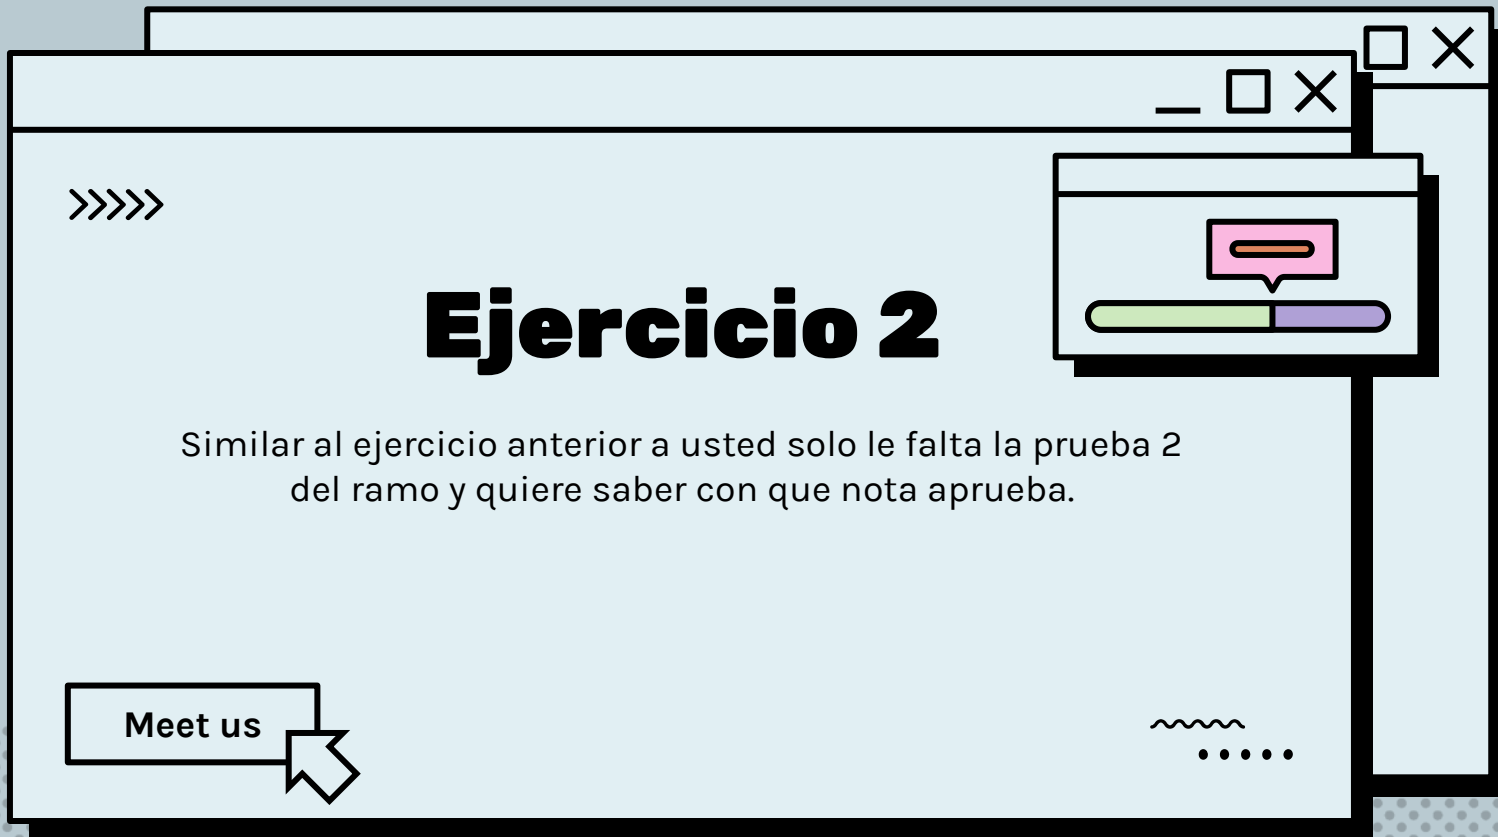 Ejercicio 2
Similar al ejercicio anterior a usted solo le falta la prueba 2
del ramo y quiere saber con que nota aprueba.
Meet us